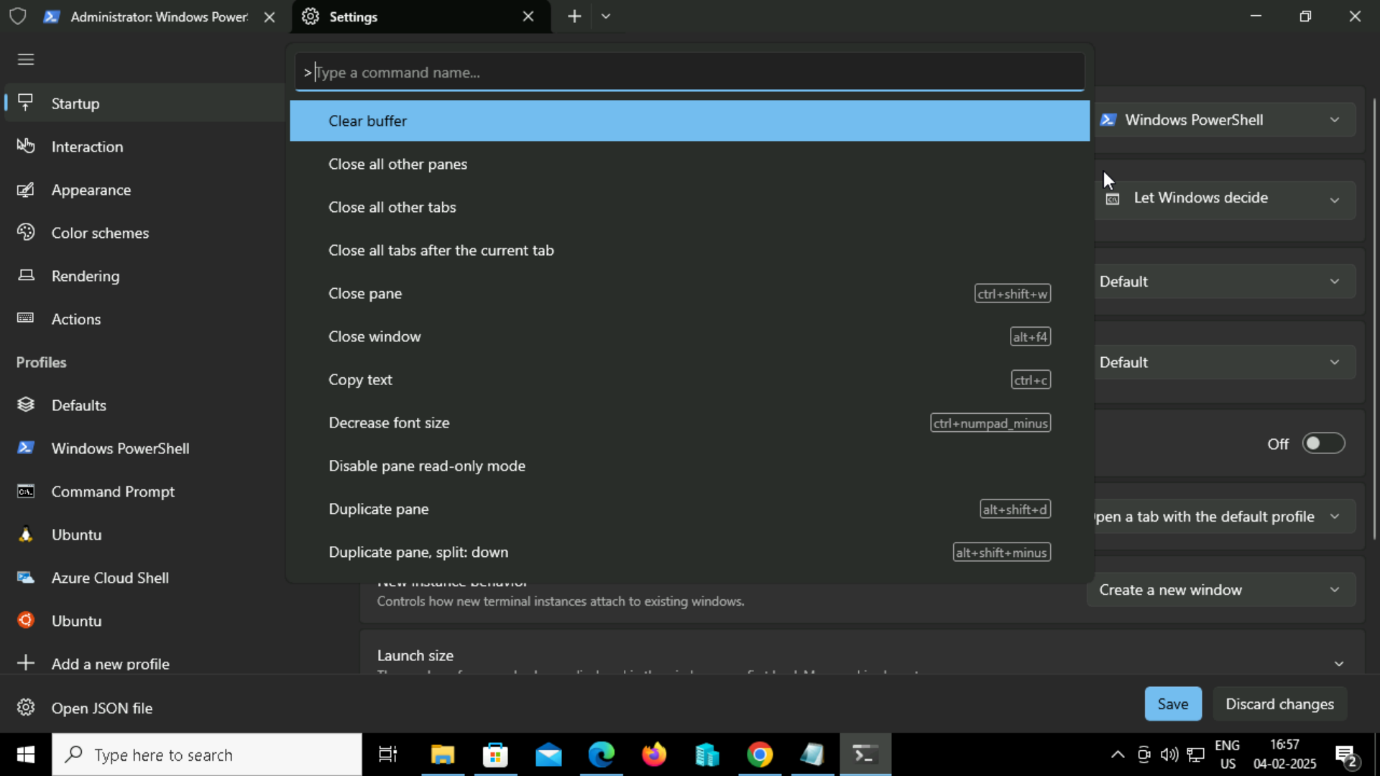 Administrator: Windows Power
Settings
>Type a command name...
Startup
Interaction
Appearance
Color schemes
Rendering
Actions
Profiles
Defaults
Windows PowerShell
Command Prompt
Ubuntu
Azure Cloud Shell
Ubuntu
Add a new profile
Open JSON file
Clear buffer
Close all other panes
Close all other tabs
Close all tabs after the current tab
Close pane ctrl+shift+w
Close window alt+f4
Copy text ctrl+c
Decrease font size ctrl+numpad_minus
Disable pane read-only mode
Duplicate pane alt+shift+d
Duplicate pane, split: down alt+shift+minus
Windows PowerShell
Let Windows decide
Default
Default
Off
pen a tab with the default profile
Controls how new terminal instances attach to existing windows.
Create a new window
Launch size
Save
Discard changes
Type here to search
ENG
US
16:57
04-02-2025
2